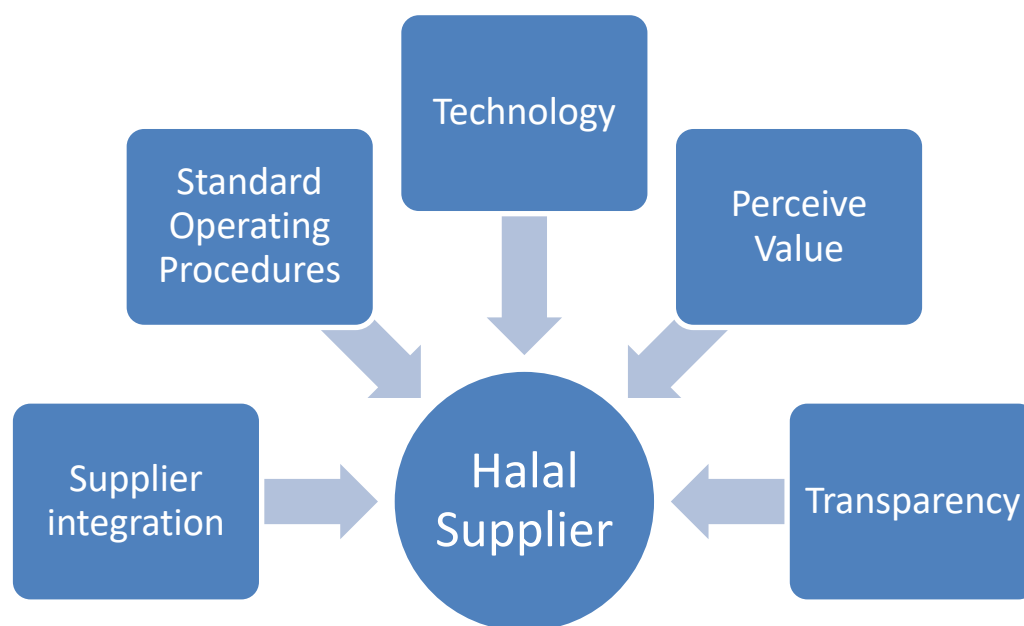 Technology
Standard
Operating
Procedures
Perceive
Value
Supplier
integration
Halal
Supplier
Transparency